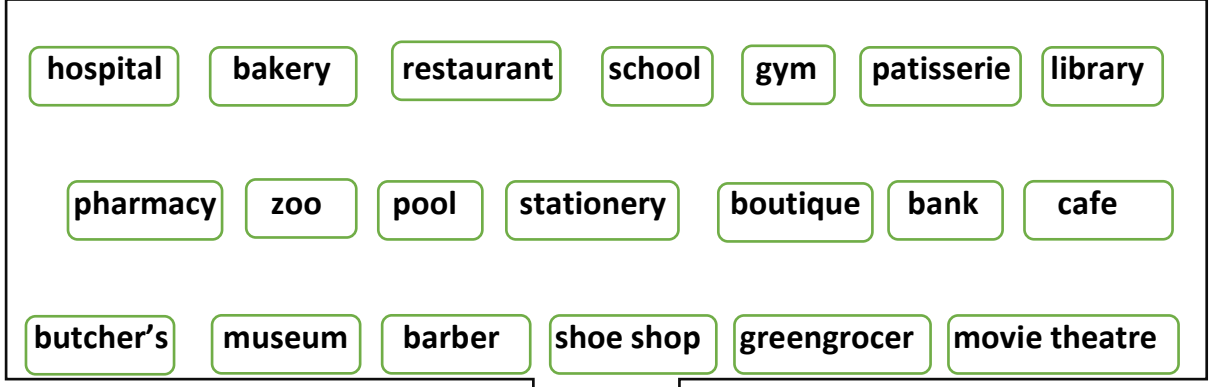 hospital bakery restaurant school gym patisserie library
pharmacy zoo pool stationery boutique bank cafe
butcher’s museum barber shoe shop greengrocer movie theatre